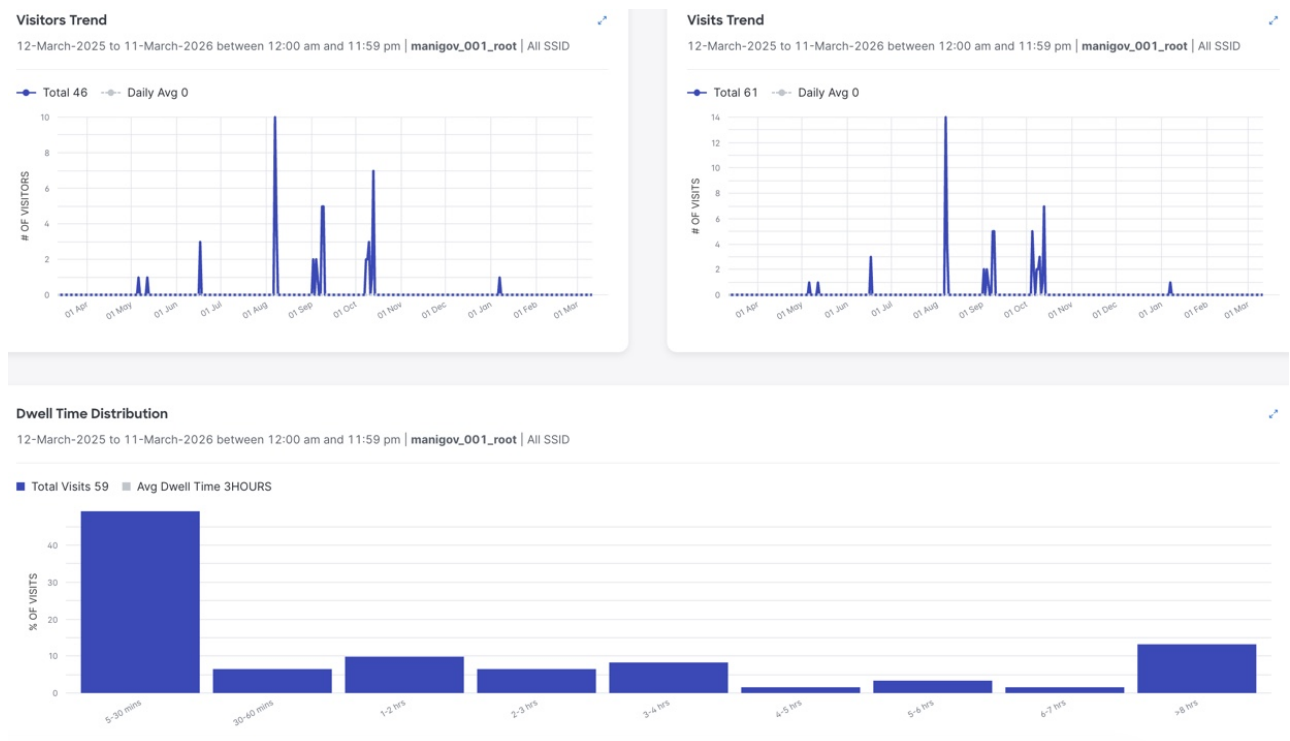 Visitors Trend
12-March-2025 to 11-March-2026 between 12:00 am and 11:59 pm | manigov_001_root | All SSID
Total 46 Daily Avg 0
10
8
6
4
2
0
# OF VISITORS
01 Apr 01 May 01 Jun 01 Jul 01 Aug 01 Sep 01 Oct 01 Nov 01 Dec 01 Jan 01 Feb 01 Mar
Visits Trend
12-March-2025 to 11-March-2026 between 12:00 am and 11:59 pm | manigov_001_root | All SSID
Total 61 Daily Avg 0
14
12
10
8
6
4
2
0
# OF VISITS
01 Apr 01 May 01 Jun 01 Jul 01 Aug 01 Sep 01 Oct 01 Nov 01 Dec 01 Jan 01 Feb 01 Mar
Dwell Time Distribution
12-March-2025 to 11-March-2026 between 12:00 am and 11:59 pm | manigov_001_root | All SSID
Total Visits 59 Avg Dwell Time 3HOURS
40
30
20
10
0
% OF VISITS
5-30 mins 30-60 mins 1-2 hrs 2-3 hrs 3-4 hrs 4-5 hrs 5-6 hrs 6-7 hrs >8 hrs